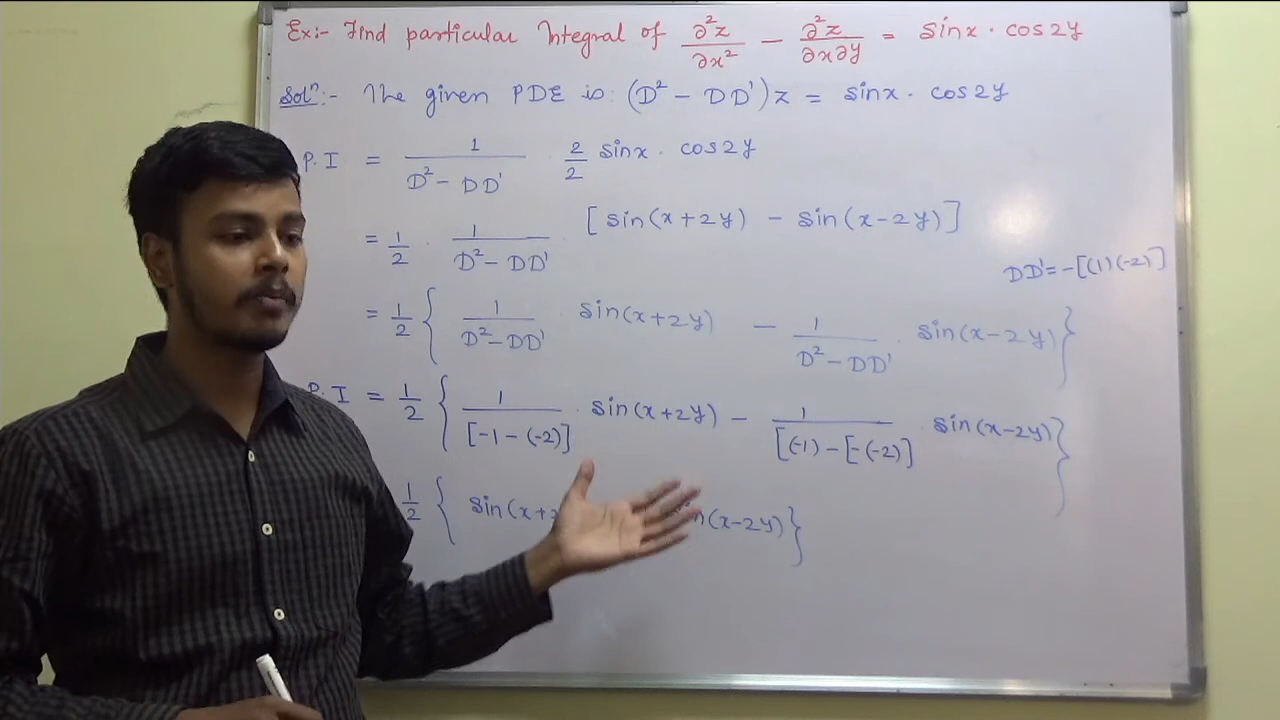 Ex:- Find particular Integral of ∂²z/∂x² − ∂²z/∂x∂y = sinx · cos2y
Solⁿ:- The given PDE is: (D² − DD')z = sinx · cos2y
P.I = 1/(D² − DD') · 2/2 sinx · cos2y
= 1/2 · 1/(D² − DD') [sin(x+2y) − sin(x−2y)]
DD' = −[(1)(−2)]
= 1/2 { 1/(D² − DD') · sin(x+2y) − 1/(D² − DD') · sin(x−2y) }
P.I = 1/2 { 1/[−1 − (−2)] · sin(x+2y) − 1/[(−1) − [−(−2)] · sin(x−2y) }
1/2 { sin(x+ (x−2y) }